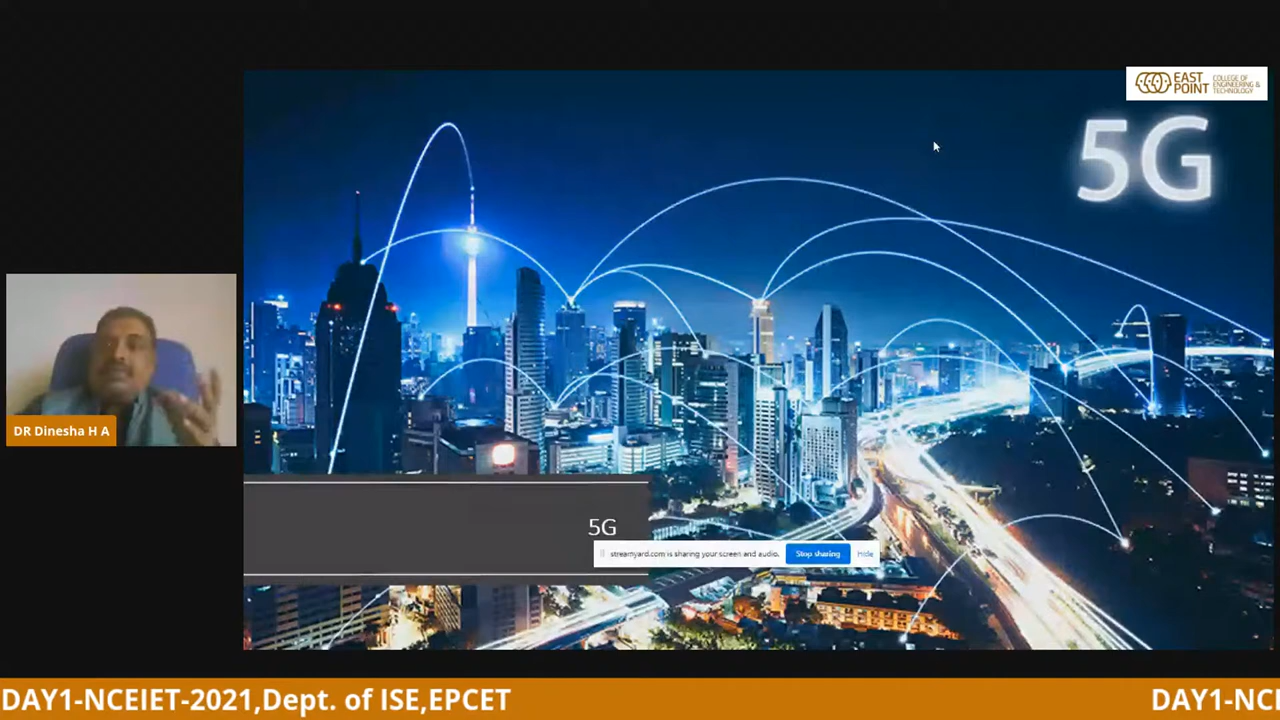 EAST
POINT
COLLEGE OF
ENGINEERING &
TECHNOLOGY
5G
DR Dinesha H A
5G
streamyard.com is sharing your screen and audio.
Stop sharing
Hide
DAY1-NCEIET-2021,Dept. of ISE,EPCET
DAY1-NCE